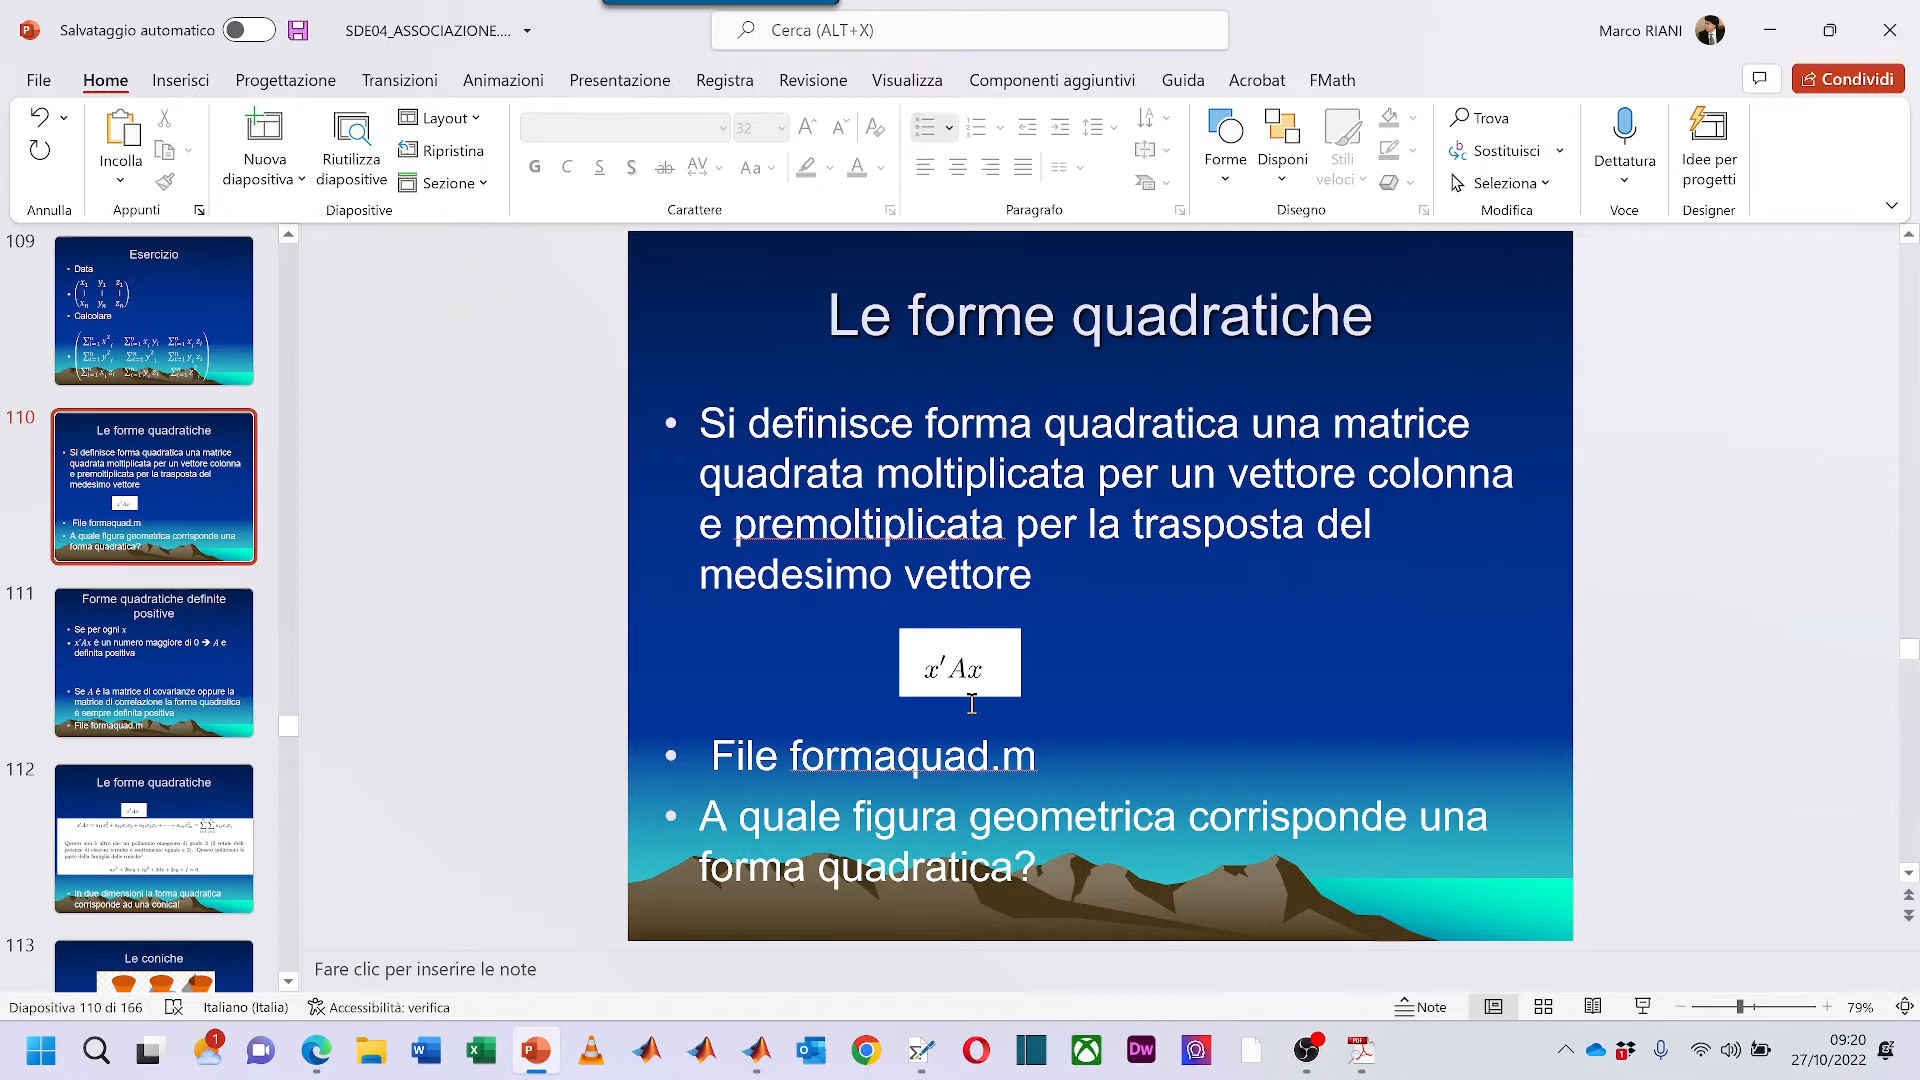 Salvataggio automatico
SDE04_ASSOCIAZIONE....
Cerca (ALT+X)
Marco RIANI
File Home Inserisci Progettazione Transizioni Animazioni Presentazione Registra Revisione Visualizza Componenti aggiuntivi Guida Acrobat FMath
Condividi
Annulla
Incolla
Appunti
Nuova
diapositiva
Riutilizza
diapositive
Layout
Ripristina
Sezione
Diapositive
32
G C S S ab AV Aa A
Carattere
Paragrafo
Forme
Disponi
Stili
veloci
Disegno
Trova
Sostituisci
Seleziona
Modifica
Dettatura
Voce
Idee per
progetti
Designer
109
Esercizio
• Data
• Calcolare
110
Le forme quadratiche
• Si definisce forma quadratica una matrice
quadrata moltiplicata per un vettore colonna
e premoltiplicata per la trasposta del
medesimo vettore
x′Ax
• File formaquad.m
• A quale figura geometrica corrisponde una
forma quadratica?
111
Forme quadratiche definite
positive
• Se per ogni x
• x'Ax è un numero maggiore di 0 → A e
definita positiva
• Se A è la matrice di covarianze oppure la
matrice di correlazione la forma quadratica
è sempre definita positiva
• File formaquad.m
112
Le forme quadratiche
x′Ax
• In due dimensioni la forma quadratica
corrisponde ad una conica!
113
Le coniche
Le forme quadratiche
• Si definisce forma quadratica una matrice
quadrata moltiplicata per un vettore colonna
e premoltiplicata per la trasposta del
medesimo vettore
x′Ax
• File formaquad.m
• A quale figura geometrica corrisponde una
forma quadratica?
Fare clic per inserire le note
Diapositiva 110 di 166
Italiano (Italia)
Accessibilità: verifica
Note
79%
09:20
27/10/2022